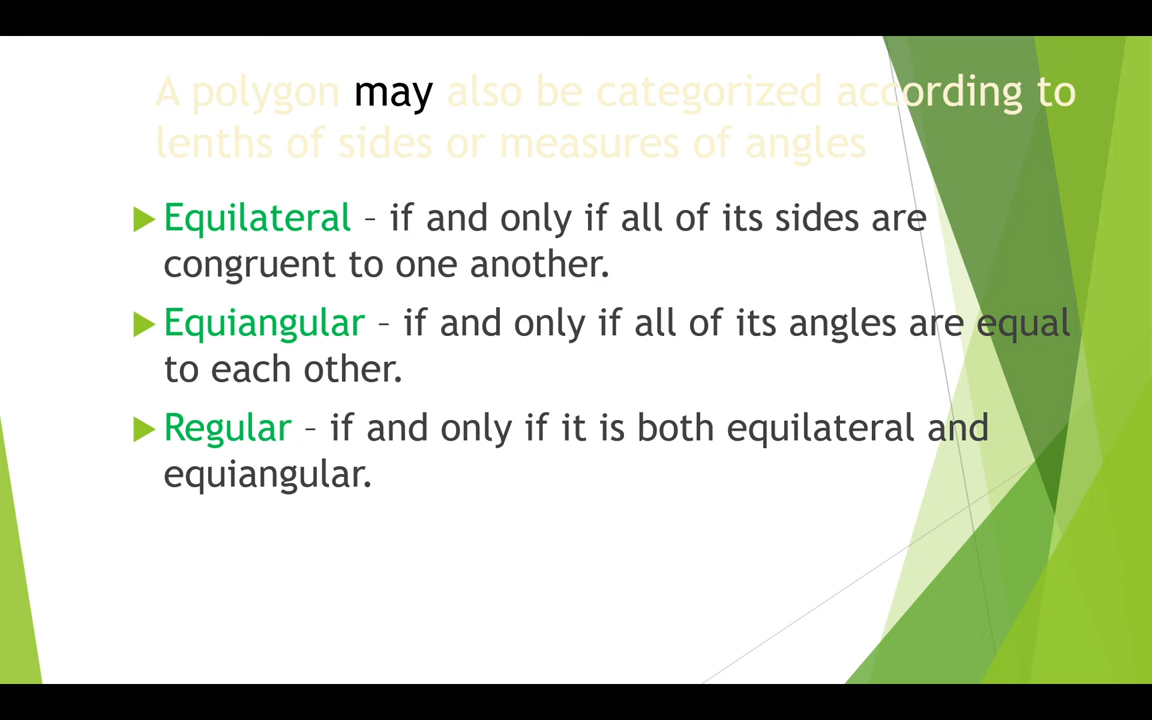 A polygon may also be categorized according to
lenths of sides or measures of angles
Equilateral – if and only if all of its sides are
congruent to one another.
Equiangular – if and only if all of its angles are equal
to each other.
Regular – if and only if it is both equilateral and
equiangular.